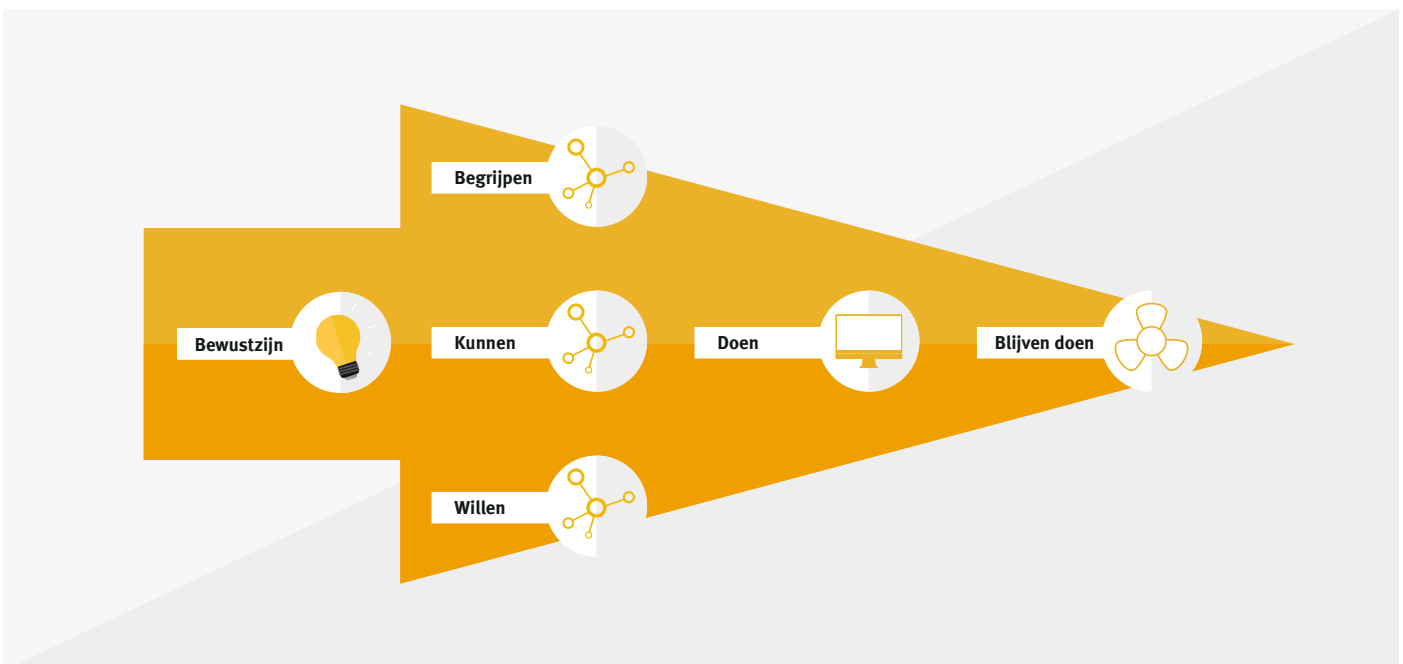 Begrijpen
Bewustzijn
Kunnen
Doen
Blijven doen
Willen